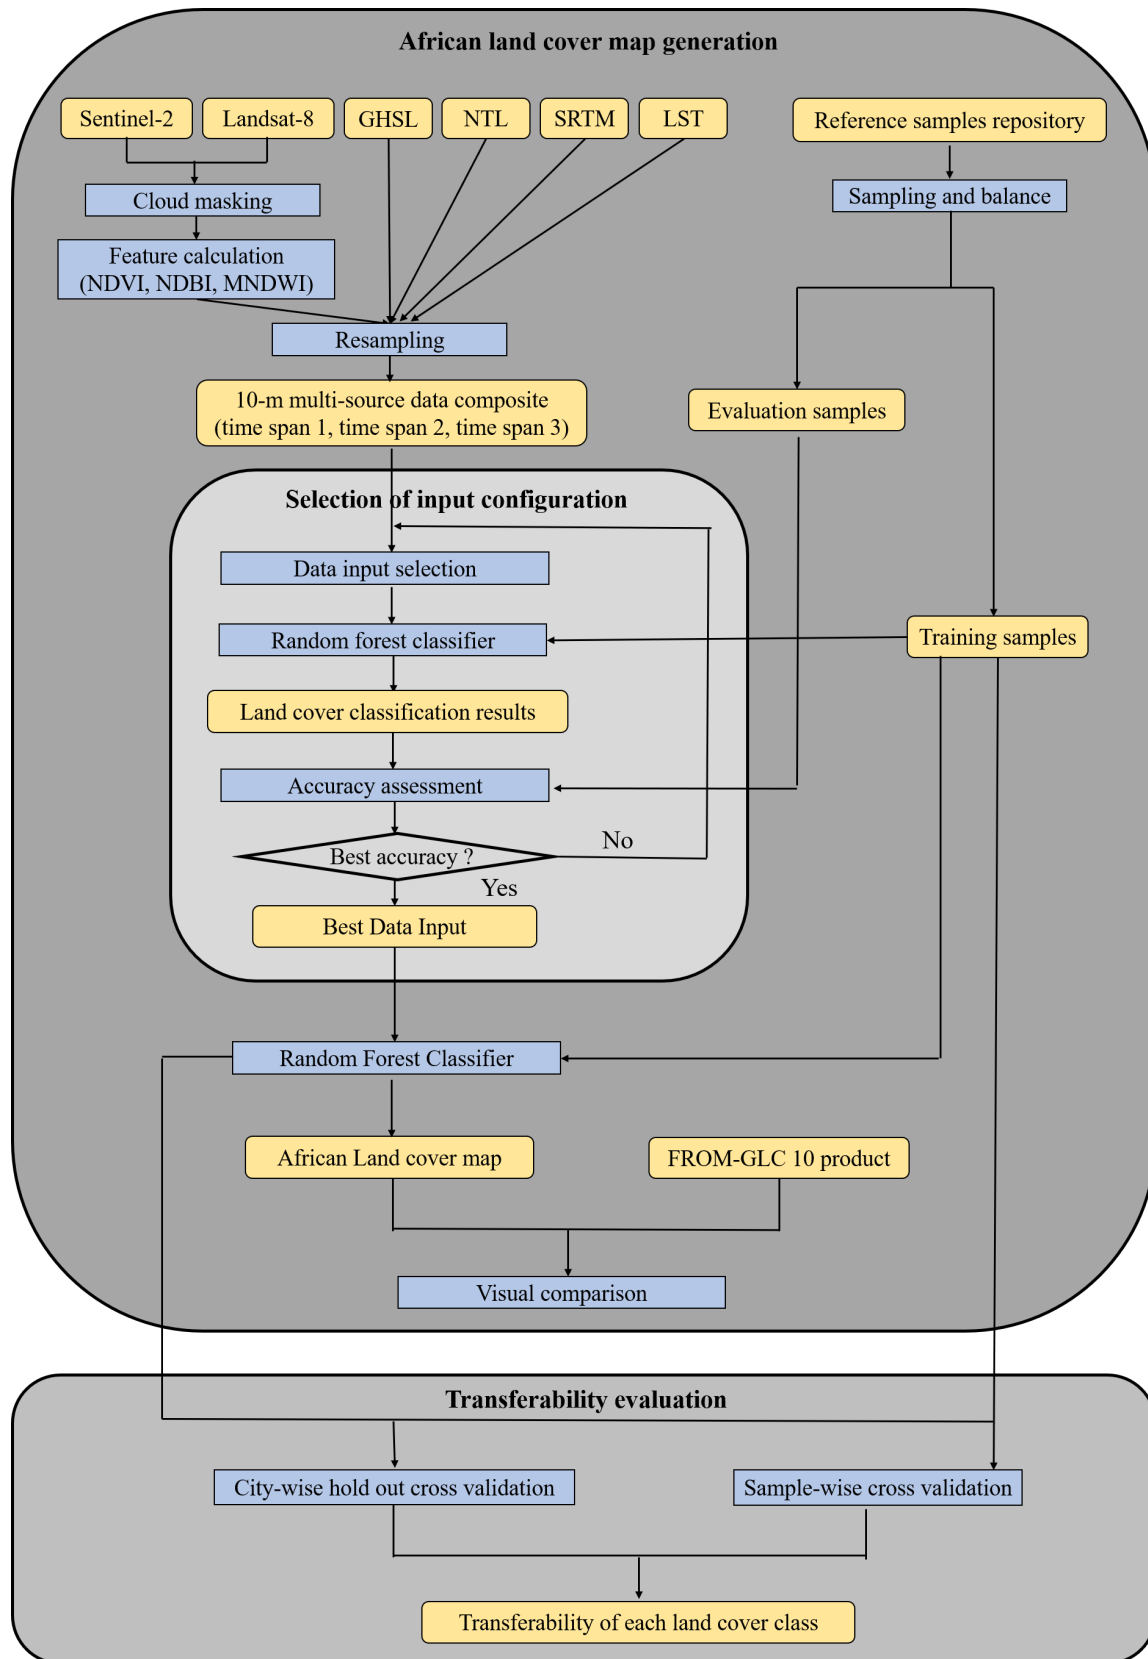 African land cover map generation
Sentinel-2
Landsat-8
GHSL
NTL
SRTM
LST
Reference samples repository
Cloud masking
Sampling and balance
Feature calculation
(NDVI, NDBI, MNDWI)
Resampling
10-m multi-source data composite
(time span 1, time span 2, time span 3)
Evaluation samples
Selection of input configuration
Data input selection
Random forest classifier
Training samples
Land cover classification results
Accuracy assessment
Best accuracy ?
No
Yes
Best Data Input
Random Forest Classifier
African Land cover map
FROM-GLC 10 product
Visual comparison
Transferability evaluation
City-wise hold out cross validation
Sample-wise cross validation
Transferability of each land cover class